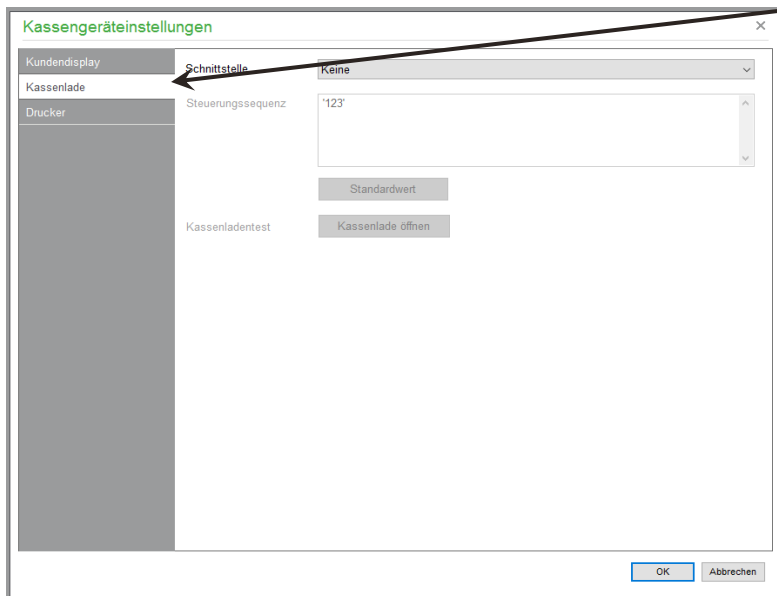 Kassengeräteinstellungen
Kundendisplay
Kassenlade
Drucker
Schnittstelle
Keine
Steuerungssequenz
'123'
Standardwert
Kassenladentest
Kassenlade öffnen
OK
Abbrechen